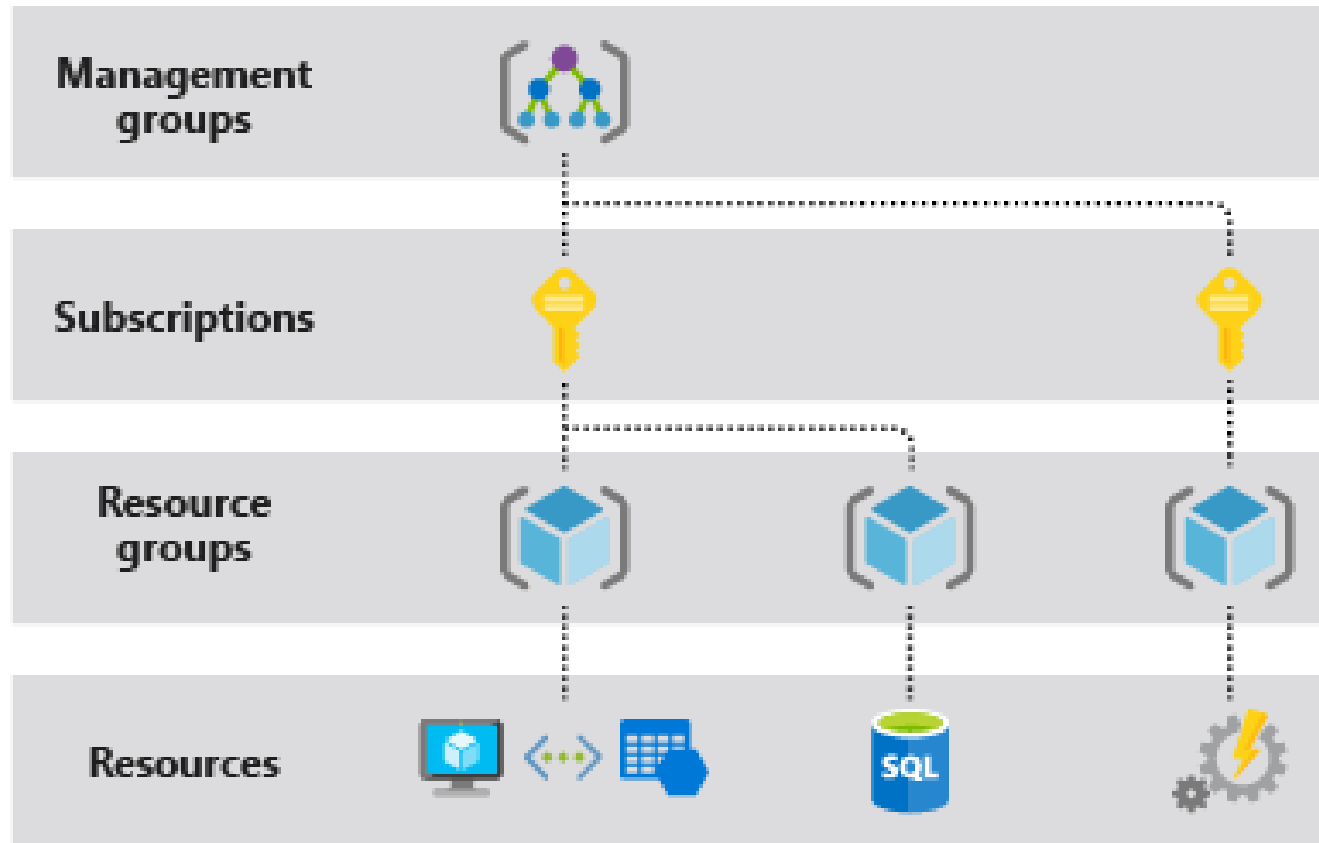 Management
groups
Subscriptions
Resource
groups
Resources
SQL